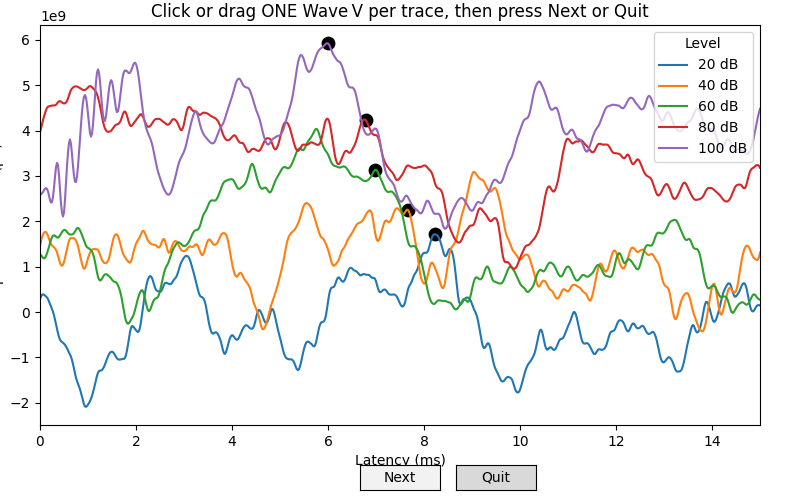 Click or drag ONE Wave V per trace, then press Next or Quit
1e9
6
5
4
3
2
1
0
−1
−2
0 2 4 6 8 10 12 14
Latency (ms)
Level
20 dB
40 dB
60 dB
80 dB
100 dB
Next Quit